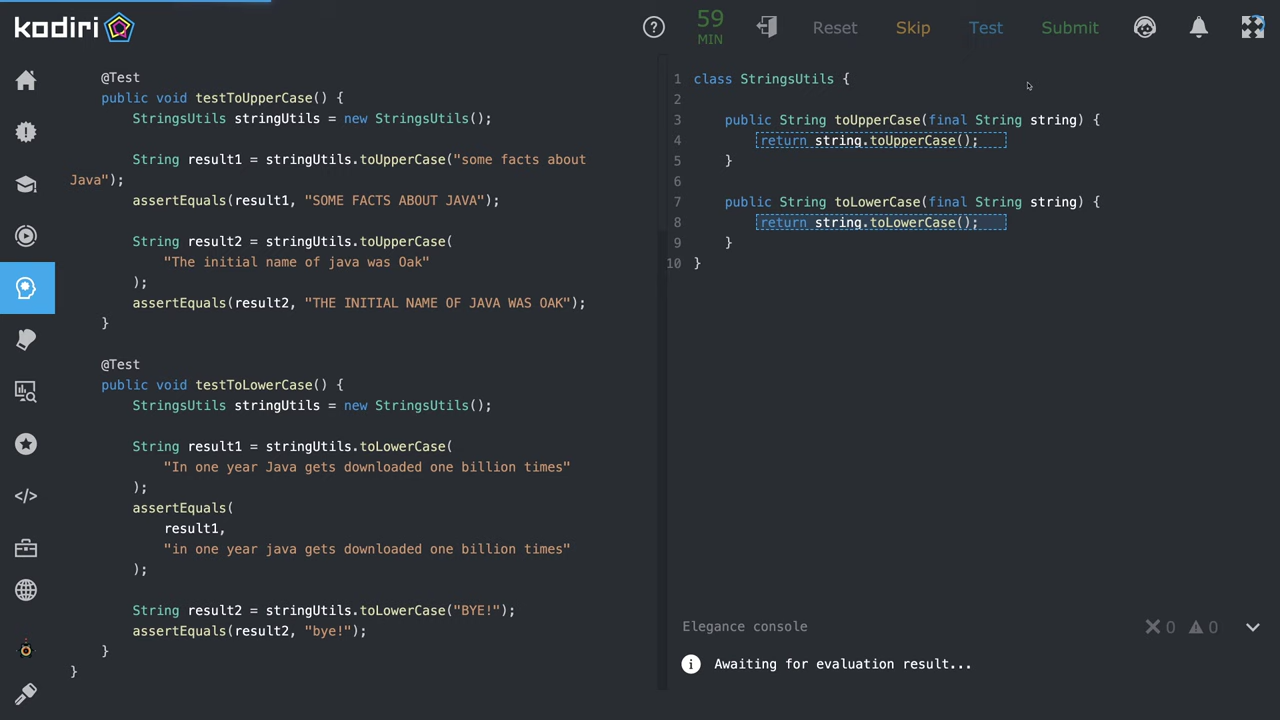 kodiri
59
MIN
Reset
Skip
Test
Submit
@Test
public void testToUpperCase() {
StringsUtils stringUtils = new StringsUtils();
String result1 = stringUtils.toUpperCase("some facts about
Java");
assertEquals(result1, "SOME FACTS ABOUT JAVA");
String result2 = stringUtils.toUpperCase(
"The initial name of java was Oak"
);
assertEquals(result2, "THE INITIAL NAME OF JAVA WAS OAK");
}
@Test
public void testToLowerCase() {
StringsUtils stringUtils = new StringsUtils();
String result1 = stringUtils.toLowerCase(
"In one year Java gets downloaded one billion times"
);
assertEquals(
result1,
"in one year java gets downloaded one billion times"
);
String result2 = stringUtils.toLowerCase("BYE!");
assertEquals(result2, "bye!");
}
}
1 class StringsUtils {
2
3 public String toUpperCase(final String string) {
4 return string.toUpperCase();
5 }
6
7 public String toLowerCase(final String string) {
8 return string.toLowerCase();
9 }
10 }
Elegance console
0
0
Awaiting for evaluation result...